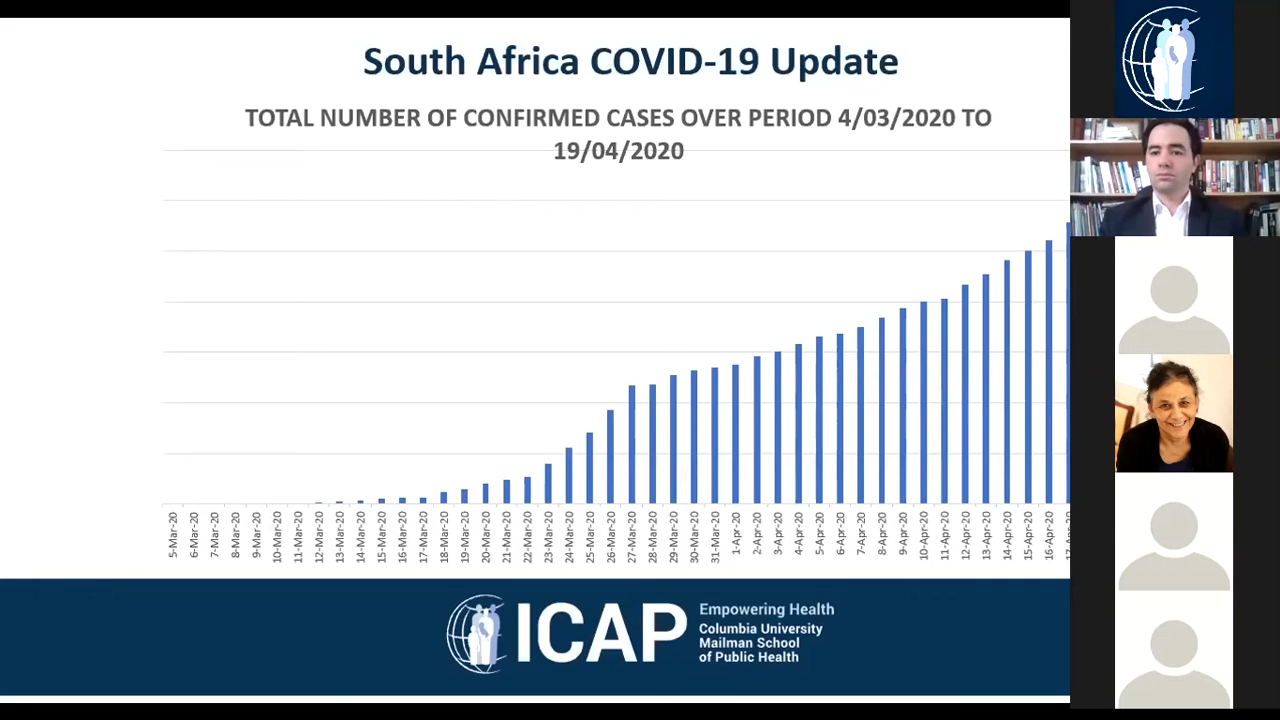 South Africa COVID-19 Update
TOTAL NUMBER OF CONFIRMED CASES OVER PERIOD 4/03/2020 TO
19/04/2020
5-Mar-20
6-Mar-20
7-Mar-20
8-Mar-20
9-Mar-20
10-Mar-20
11-Mar-20
12-Mar-20
13-Mar-20
14-Mar-20
15-Mar-20
16-Mar-20
17-Mar-20
18-Mar-20
19-Mar-20
20-Mar-20
21-Mar-20
22-Mar-20
23-Mar-20
24-Mar-20
25-Mar-20
26-Mar-20
27-Mar-20
28-Mar-20
29-Mar-20
30-Mar-20
31-Mar-20
1-Apr-20
2-Apr-20
3-Apr-20
4-Apr-20
5-Apr-20
6-Apr-20
7-Apr-20
8-Apr-20
9-Apr-20
10-Apr-20
11-Apr-20
12-Apr-20
13-Apr-20
14-Apr-20
15-Apr-20
16-Apr-20
ICAP
Empowering Health
Columbia University
Mailman School
of Public Health